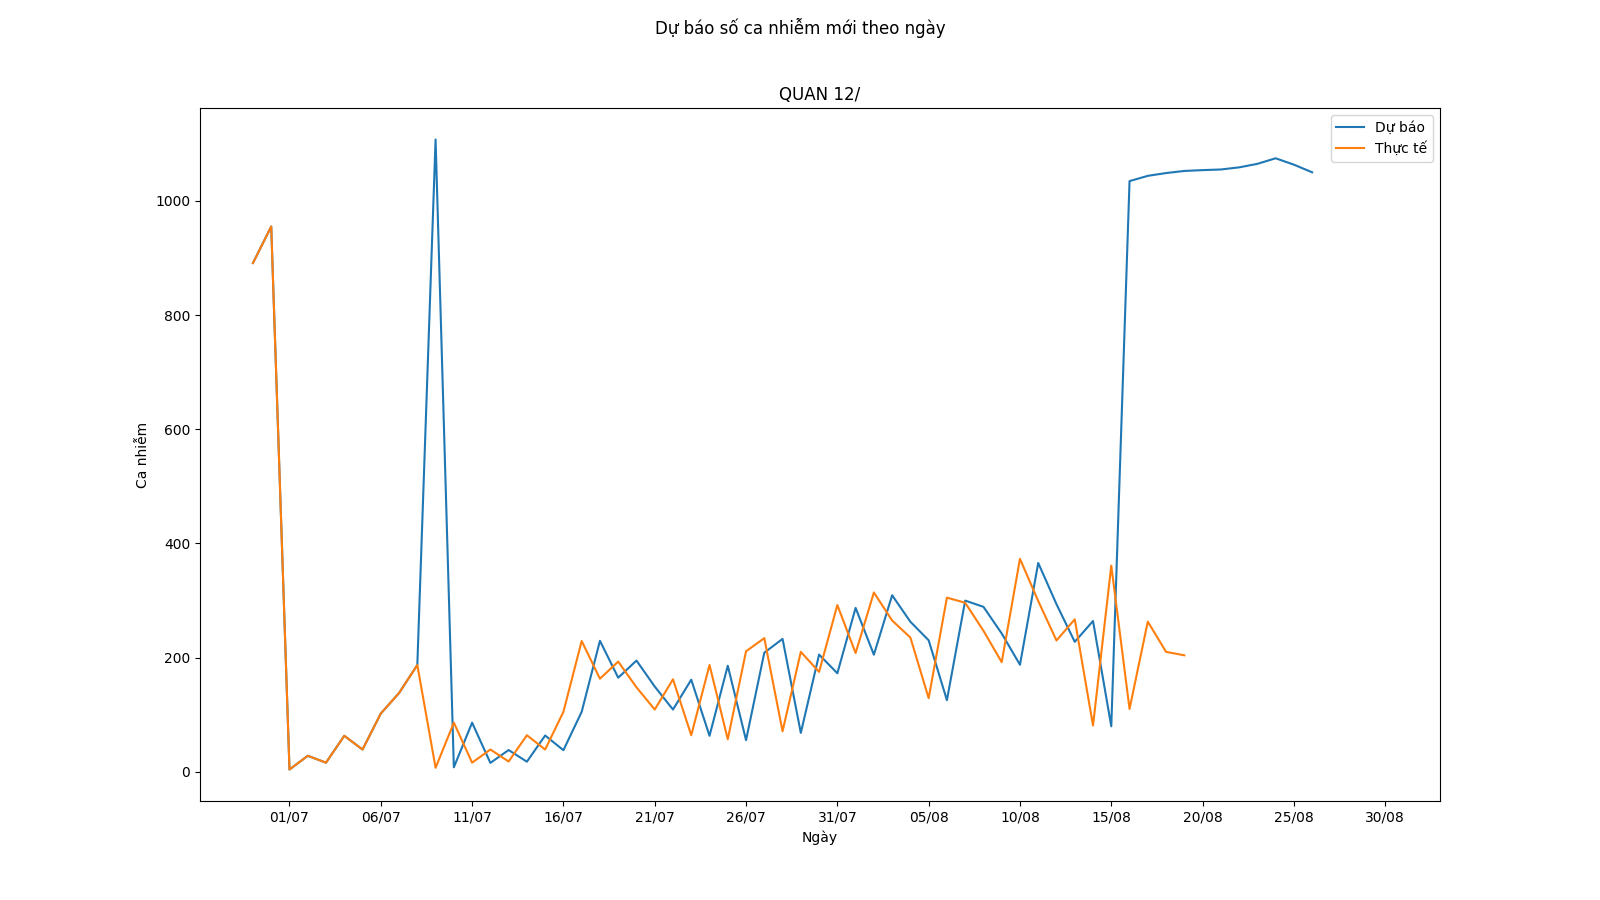 Dự báo số ca nhiễm mới theo ngày
QUAN 12/
Dự báo
Thực tế
Ca nhiễm
1000
800
600
400
200
0
01/07 06/07 11/07 16/07 21/07 26/07 31/07 05/08 10/08 15/08 20/08 25/08 30/08
Ngày